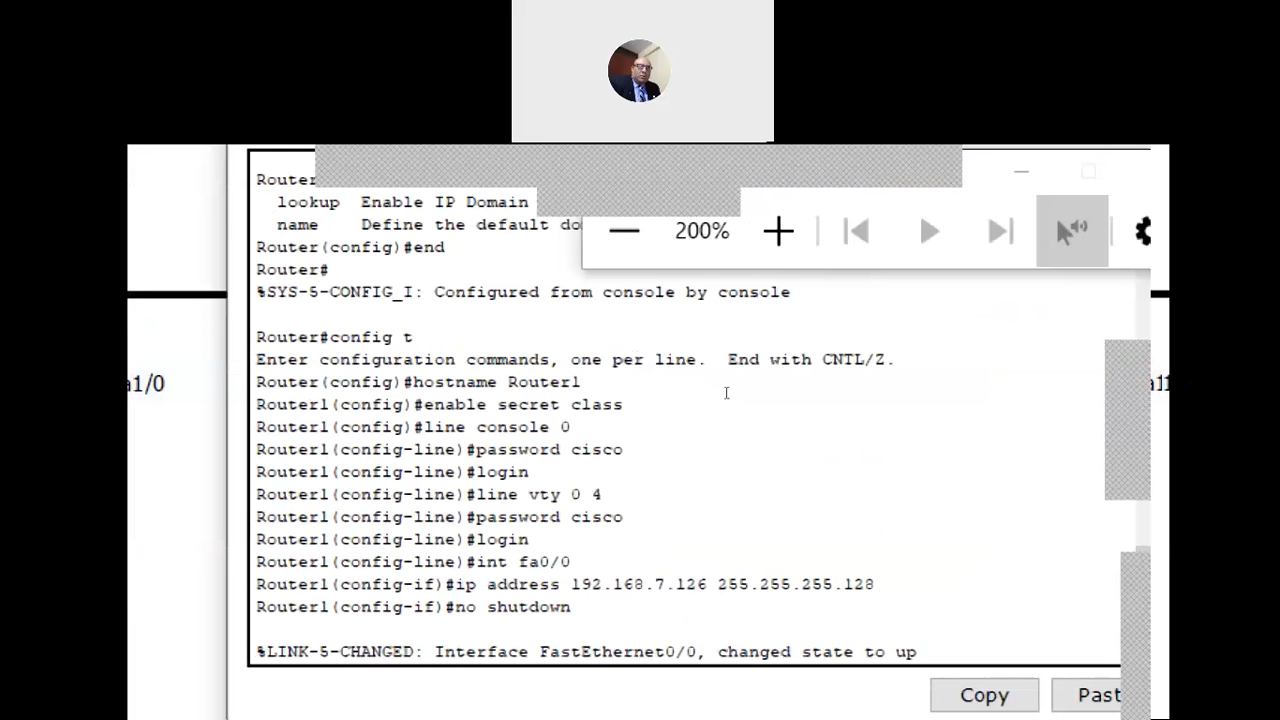 Router
lookup Enable IP Domain
name Define the default do
Router(config)#end
Router#
%SYS-5-CONFIG_I: Configured from console by console
Router#config t
Enter configuration commands, one per line. End with CNTL/Z.
Router(config)#hostname Router1
Router1(config)#enable secret class
Router1(config)#line console 0
Router1(config-line)#password cisco
Router1(config-line)#login
Router1(config-line)#line vty 0 4
Router1(config-line)#password cisco
Router1(config-line)#login
Router1(config-line)#int fa0/0
Router1(config-if)#ip address 192.168.7.126 255.255.255.128
Router1(config-if)#no shutdown
%LINK-5-CHANGED: Interface FastEthernet0/0, changed state to up
200%
a1/0
Copy
Past